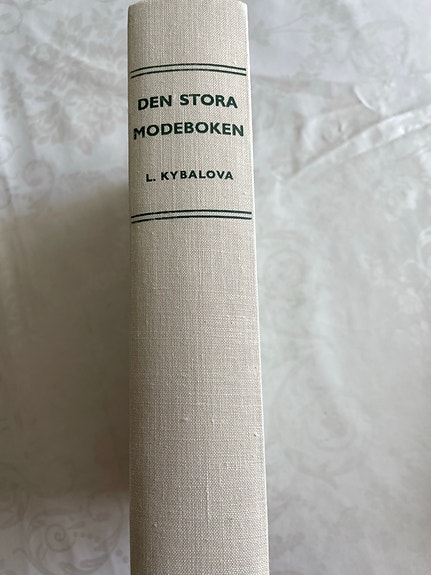 DEN STORA
MODEBOKEN
L. KYBALOVA